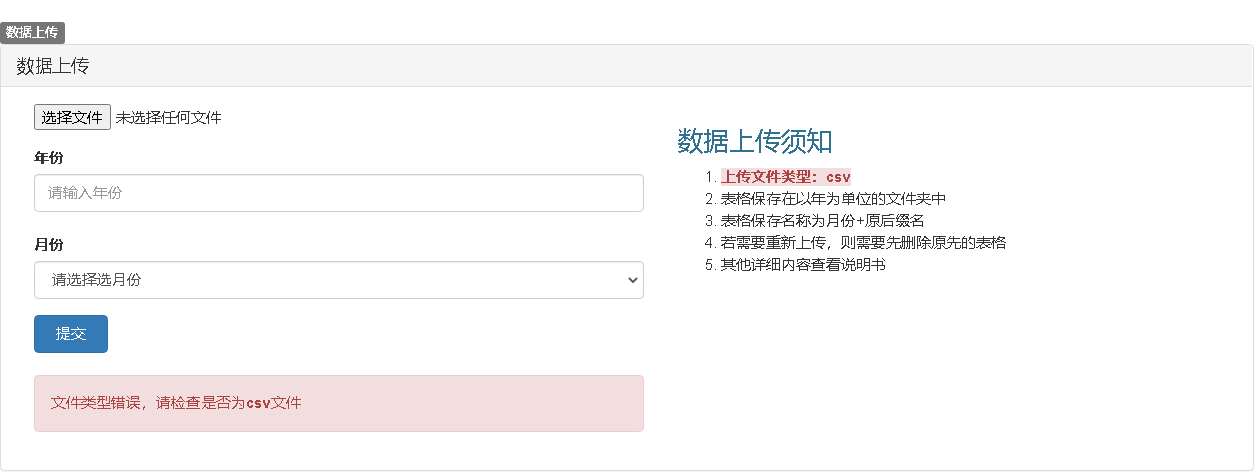 数据上传
数据上传
选择文件 未选择任何文件
年份
请输入年份
月份
请选择选月份
提交
文件类型错误，请检查是否为csv文件
数据上传须知
1. 上传文件类型：csv
2. 表格保存在以年为单位的文件夹中
3. 表格保存名称为月份+原后缀名
4. 若需要重新上传，则需要先删除原先的表格
5. 其他详细内容查看说明书